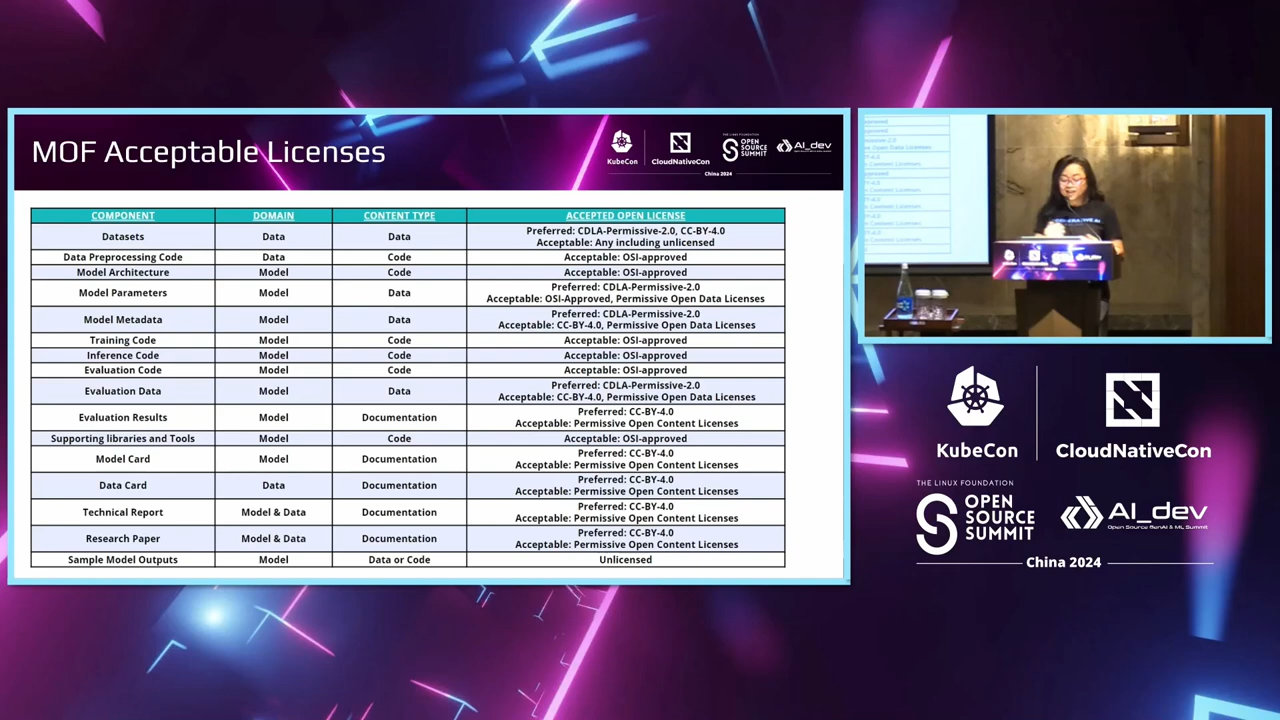 MOF Acceptable Licenses
KubeCon
CloudNativeCon
THE LINUX FOUNDATION
OPEN
SOURCE
SUMMIT
AI_dev
China 2024
COMPONENT DOMAIN CONTENT TYPE ACCEPTED OPEN LICENSE
Datasets Data Data Preferred: CDLA-Permissive-2.0, CC-BY-4.0
Acceptable: Any including unlicensed
Data Preprocessing Code Data Code Acceptable: OSI-approved
Model Architecture Model Code Acceptable: OSI-approved
Model Parameters Model Data Preferred: CDLA-Permissive-2.0
Acceptable: OSI-Approved, Permissive Open Data Licenses
Model Metadata Model Data Preferred: CDLA-Permissive-2.0
Acceptable: CC-BY-4.0, Permissive Open Data Licenses
Training Code Model Code Acceptable: OSI-approved
Inference Code Model Code Acceptable: OSI-approved
Evaluation Code Model Code Acceptable: OSI-approved
Evaluation Data Model Data Preferred: CDLA-Permissive-2.0
Acceptable: CC-BY-4.0, Permissive Open Data Licenses
Evaluation Results Model Documentation Preferred: CC-BY-4.0
Acceptable: Permissive Open Content Licenses
Supporting libraries and Tools Model Code Acceptable: OSI-approved
Model Card Model Documentation Preferred: CC-BY-4.0
Acceptable: Permissive Open Content Licenses
Data Card Data Documentation Preferred: CC-BY-4.0
Acceptable: Permissive Open Content Licenses
Technical Report Model & Data Documentation Preferred: CC-BY-4.0
Acceptable: Permissive Open Content Licenses
Research Paper Model & Data Documentation Preferred: CC-BY-4.0
Acceptable: Permissive Open Content Licenses
Sample Model Outputs Model Data or Code Unlicensed
KubeCon
CloudNativeCon
THE LINUX FOUNDATION
OPEN
SOURCE
SUMMIT
AI_dev
Open Source GenAI & ML Summit
China 2024